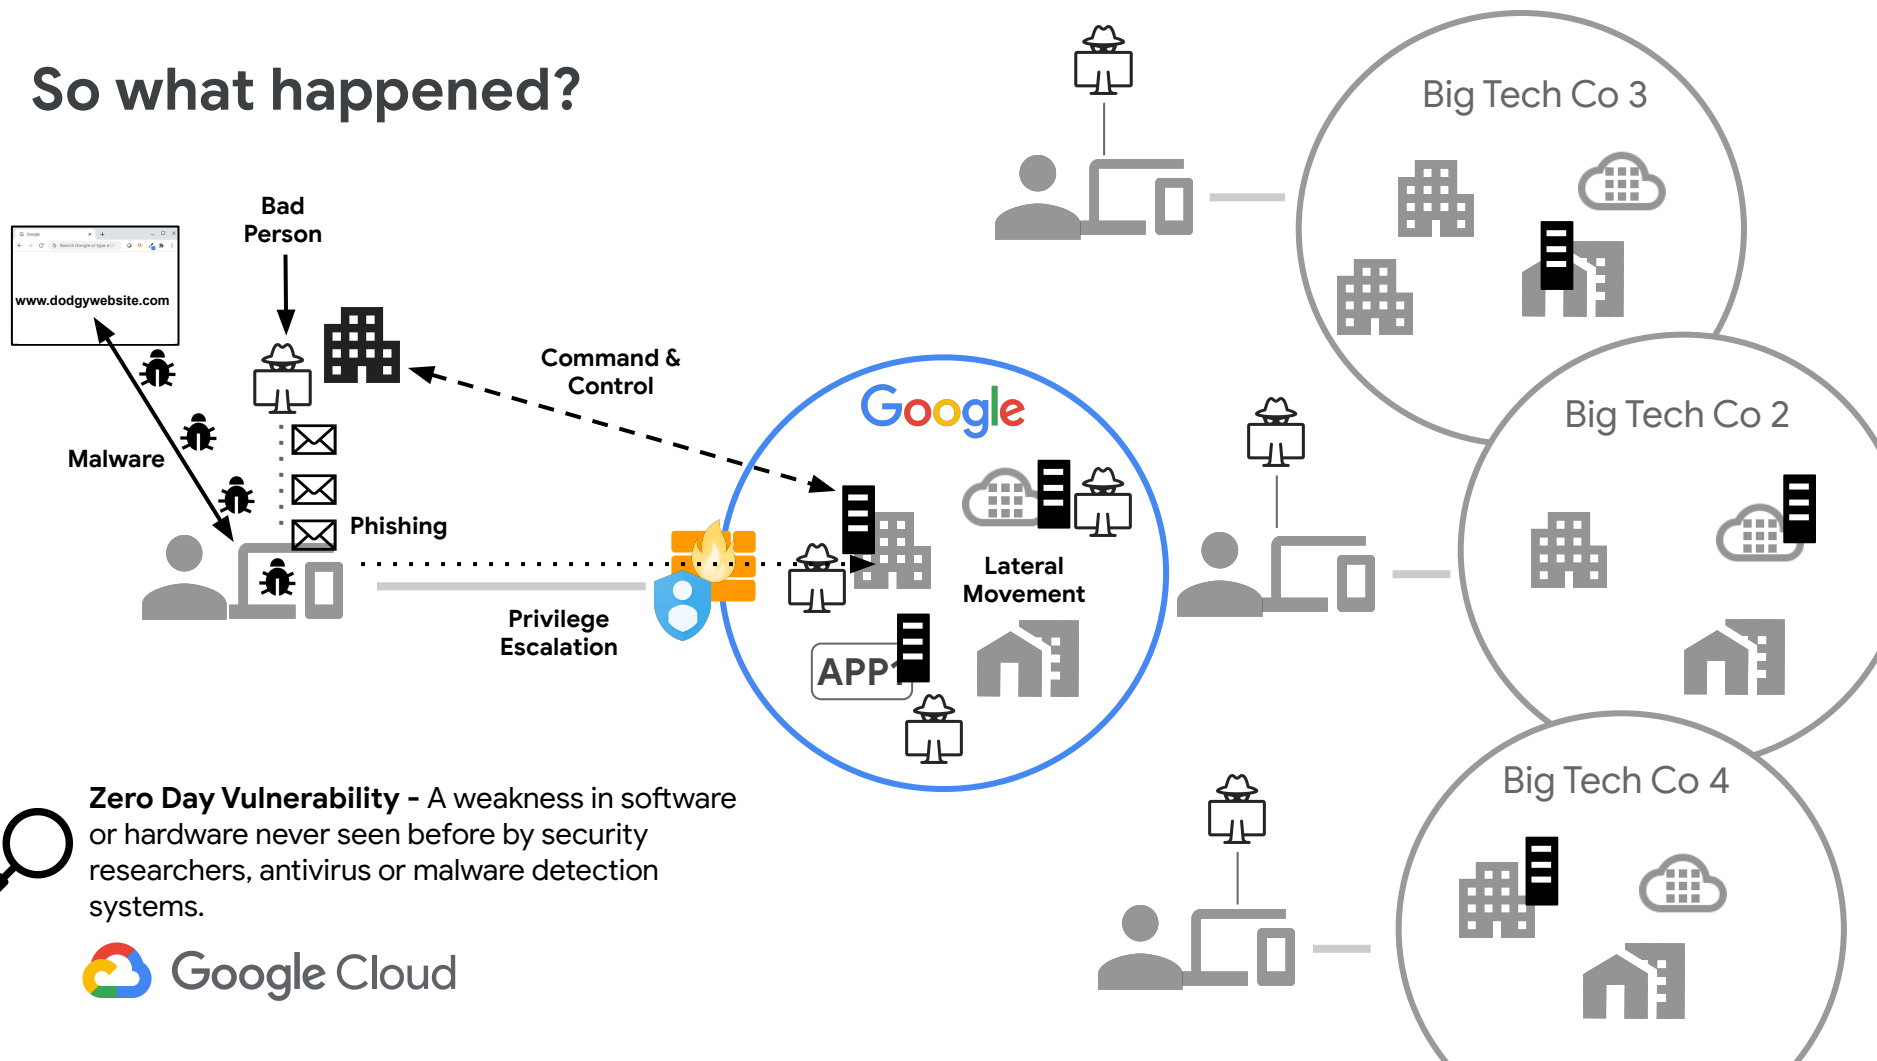 So what happened?
Big Tech Co 3
Bad
Person
Google
www.dodgywebsite.com
Command &
Control
Google
Big Tech Co 2
Malware
Phishing
Lateral
Movement
Privilege
Escalation
APP1
Big Tech Co 4
Zero Day Vulnerability - A weakness in software
or hardware never seen before by security
researchers, antivirus or malware detection
systems.
Google Cloud